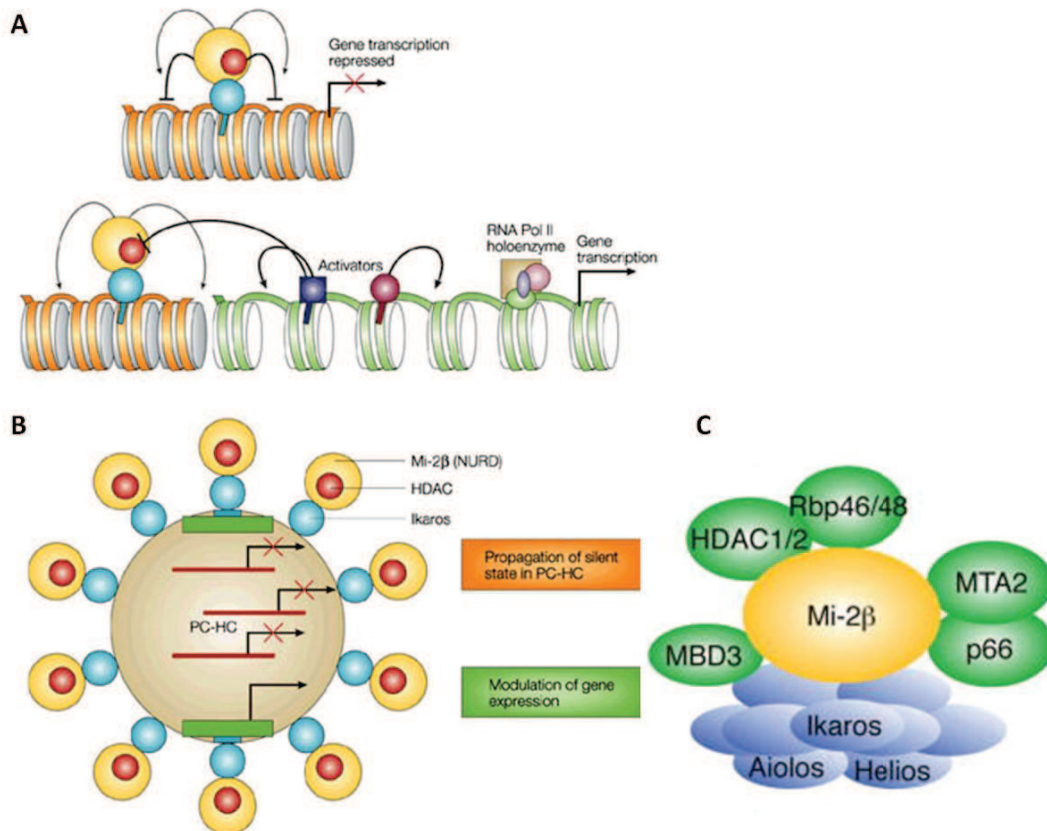 A
Gene transcription
repressed
RNA Pol II
holoenzyme
Gene
transcription
Activators
B
Mi-2β (NURD)
HDAC
Ikaros
Propagation of silent
state in PC-HC
PC-HC
Modulation of gene
expression
C
Rbp46/48
HDAC1/2
MTA2
Mi-2β
p66
MBD3
Ikaros
Aiolos
Helios